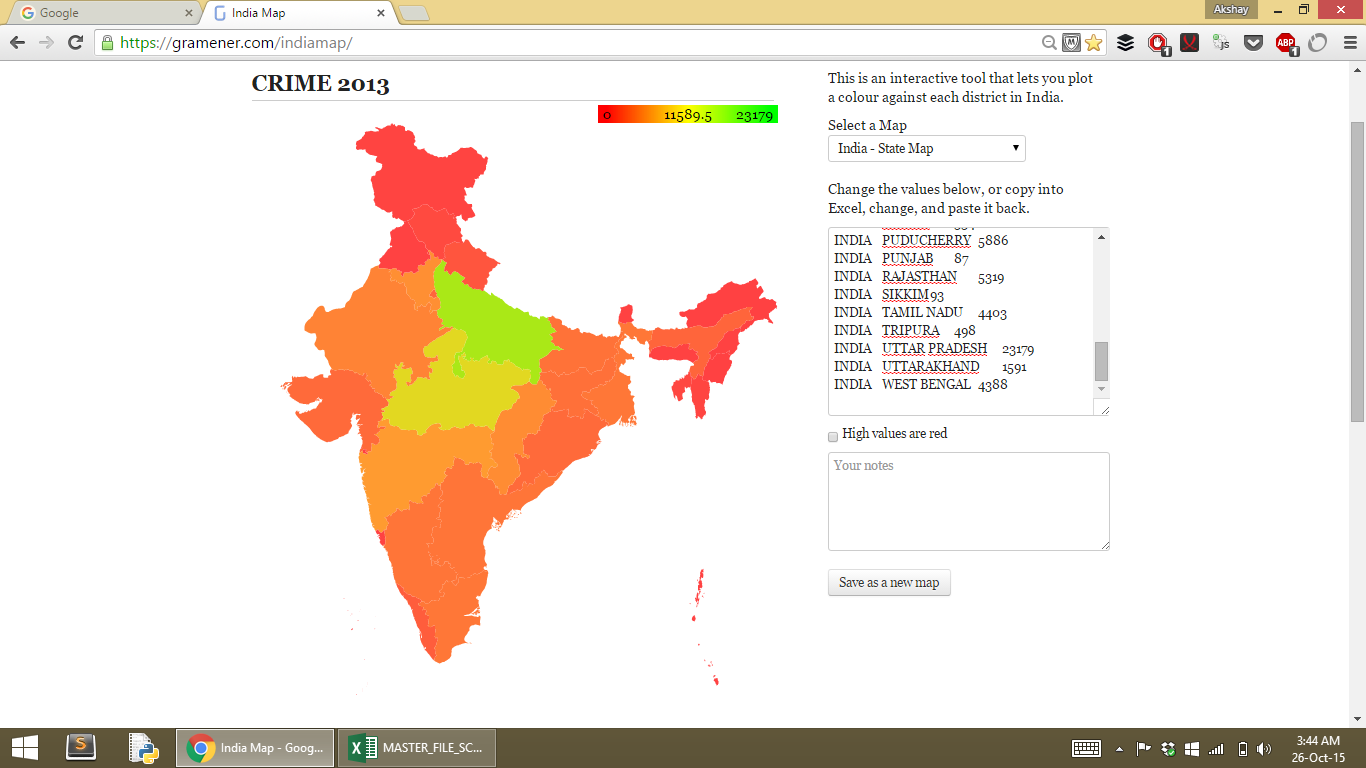 Google
India Map
Akshay
https://gramener.com/indiamap/
js
1
ABP
1
CRIME 2013
0 11589.5 23179
This is an interactive tool that lets you plot
a colour against each district in India.
Select a Map
India - State Map
Change the values below, or copy into
Excel, change, and paste it back.
INDIA PUDUCHERRY 5886
INDIA PUNJAB 87
INDIA RAJASTHAN 5319
INDIA SIKKIM 93
INDIA TAMIL NADU 4403
INDIA TRIPURA 498
INDIA UTTAR PRADESH 23179
INDIA UTTARAKHAND 1591
INDIA WEST BENGAL 4388
High values are red
Your notes
Save as a new map
India Map - Goog...
MASTER_FILE_SC...
3:44 AM
26-Oct-15